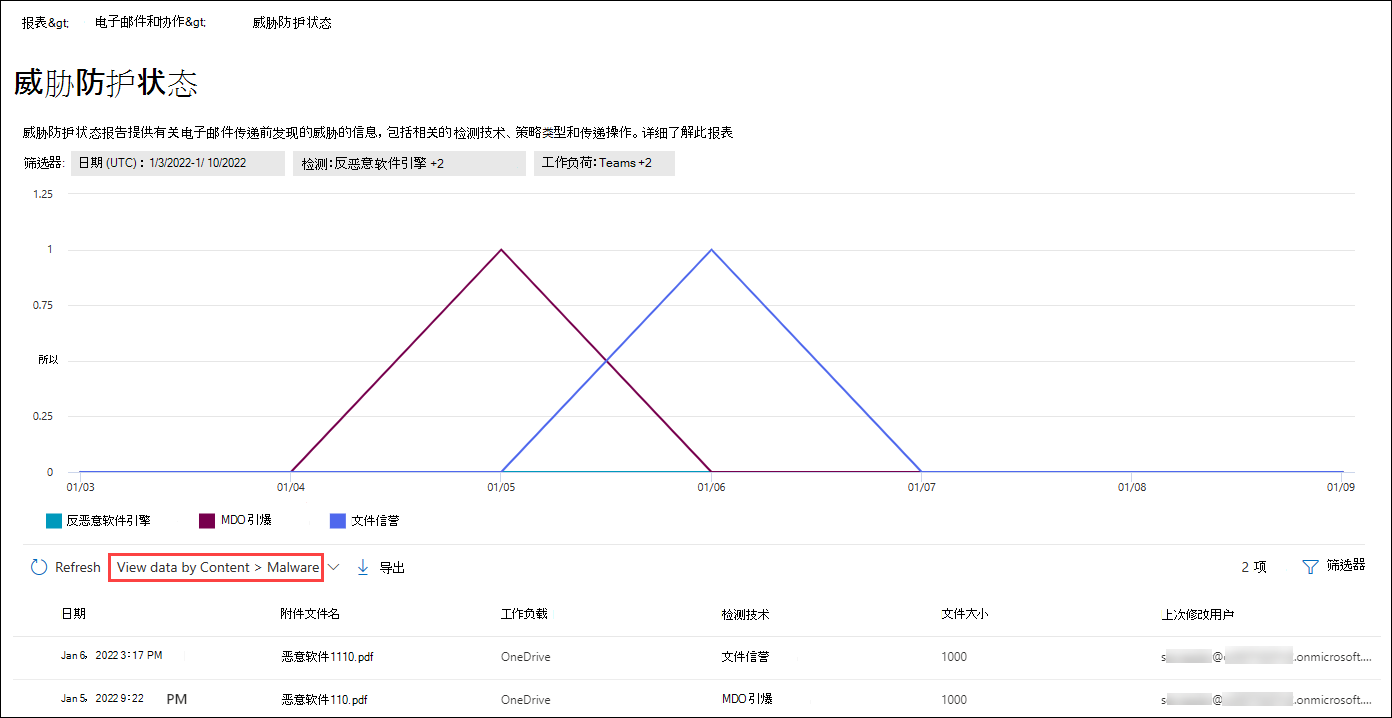 报表&gt; 电子邮件和协作&gt; 威胁防护状态
威胁防护状态
威胁防护状态报告提供有关电子邮件传递前发现的威胁的信息，包括相关的检测技术、策略类型和传递操作。详细了解此报表
筛选器: 日期 (UTC)： 1/3/2022-1/ 10/2022 检测：反恶意软件引擎 +2 工作负荷：Teams +2
1.25
1
0.75
所以
0.25
0
01/03 01/04 01/05 01/06 01/07 01/08 01/09
反恶意软件引擎 MDO引爆 文件信誉
Refresh View data by Content > Malware 导出 2 项 筛选器
日期 附件文件名 工作负载 检测技术 文件大小 上次修改用户
Jan 6， 2022 3：17 PM 恶意软件1110.pdf OneDrive 文件信誉 1000 s @ .onmicrosoft....
Jan 5， 2022 9：22 PM 恶意软件110.pdf OneDrive MDO引爆 1000 s @ .onmicrosoft....